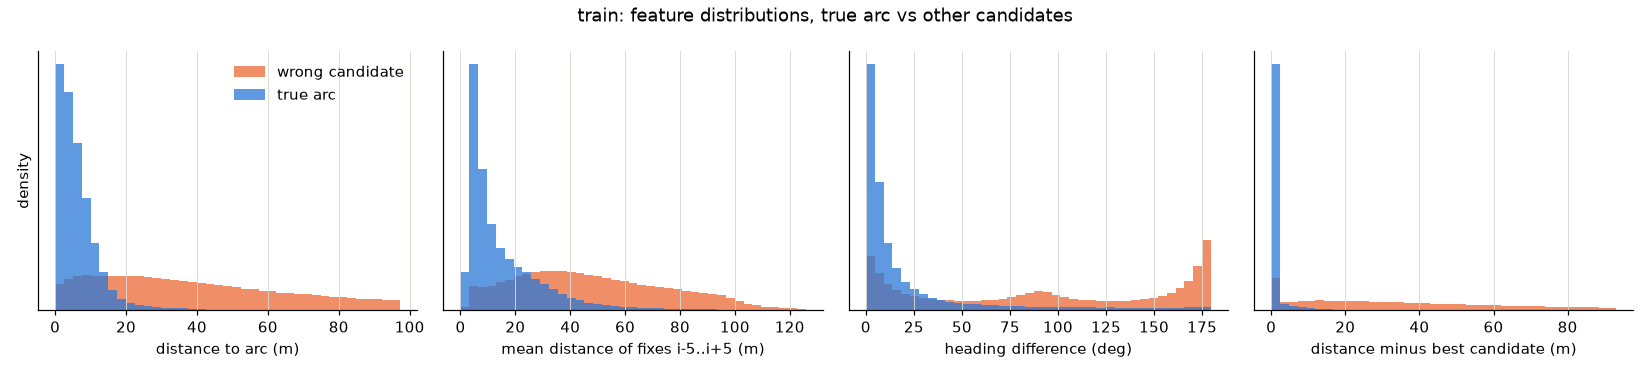 train: feature distributions, true arc vs other candidates
density
wrong candidate
true arc
0 20 40 60 80 100
distance to arc (m)
0 20 40 60 80 100 120
mean distance of fixes i-5..i+5 (m)
0 25 50 75 100 125 150 175
heading difference (deg)
0 20 40 60 80
distance minus best candidate (m)